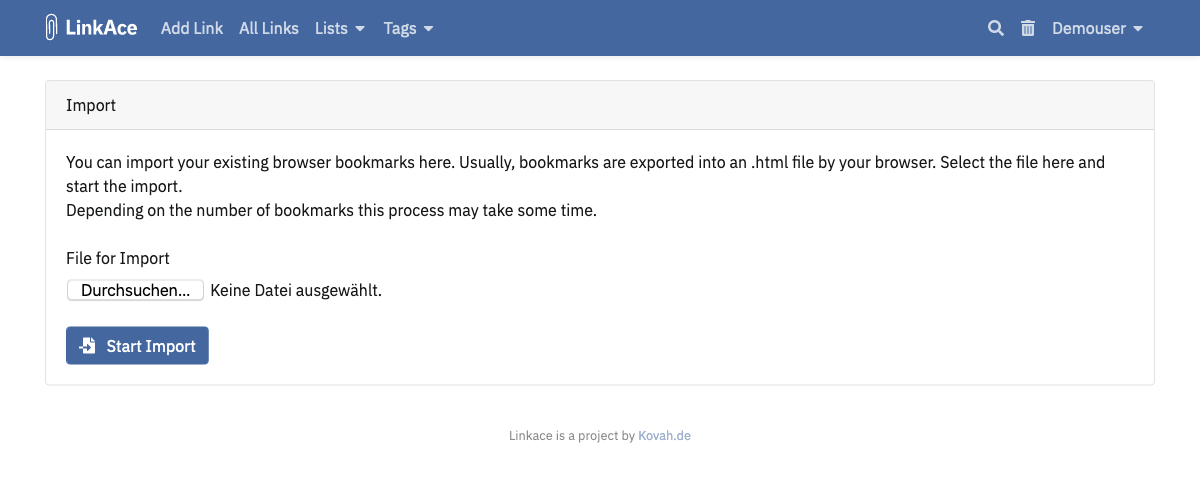 LinkAce Add Link All Links Lists Tags Demouser
Import
You can import your existing browser bookmarks here. Usually, bookmarks are exported into an .html file by your browser. Select the file here and
start the import.
Depending on the number of bookmarks this process may take some time.
File for Import
Durchsuchen... Keine Datei ausgewählt.
Start Import
Linkace is a project by Kovah.de